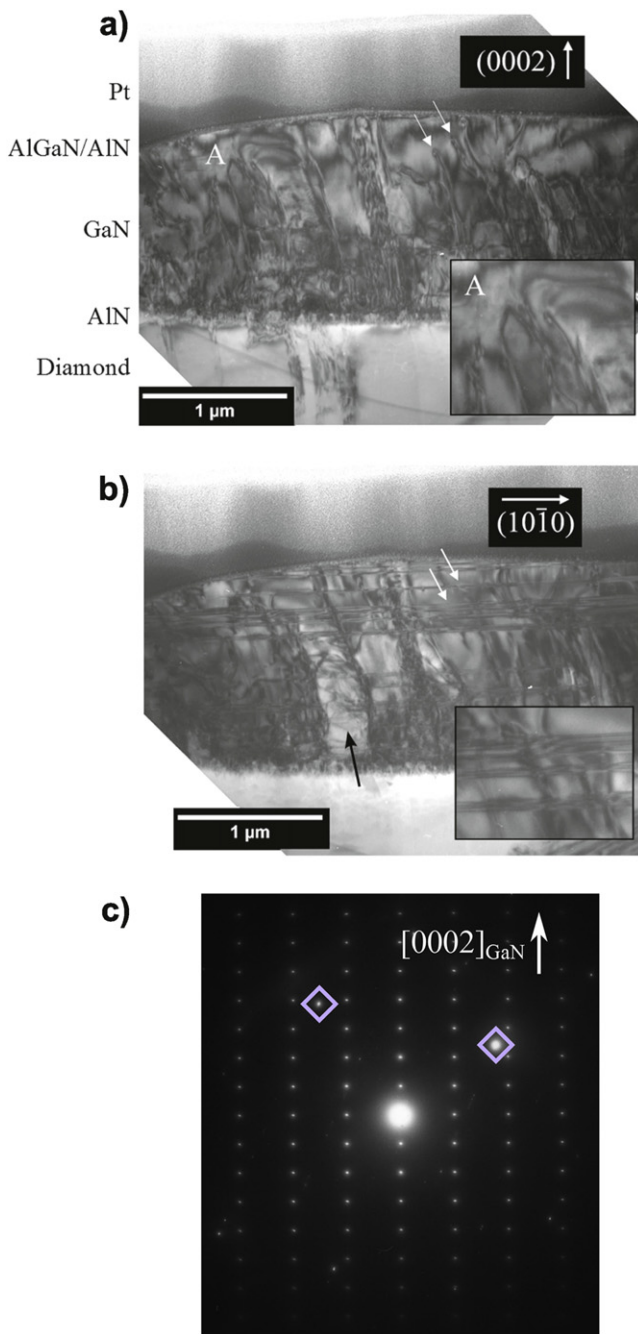 a)
(0002)
Pt
AlGaN/AlN
A
GaN
A
AlN
Diamond
1 µm
b)
(101̄0)
1 µm
c)
[0002]GaN